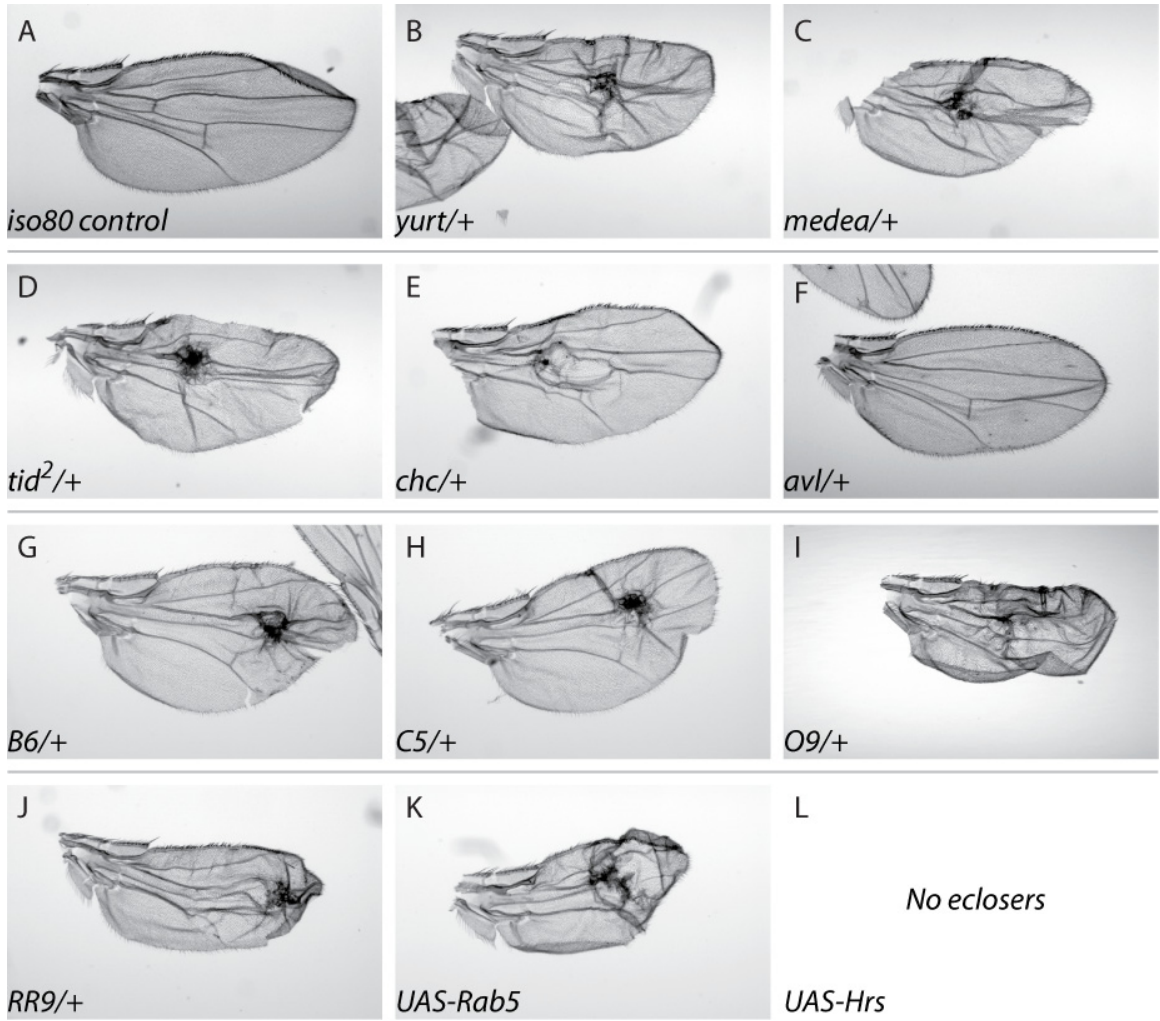 A
iso80 control
B
yurt/+
C
medea/+
D
tid²/+
E
chc/+
F
avl/+
G
B6/+
H
C5/+
I
O9/+
J
RR9/+
K
UAS-Rab5
L
No eclosers
UAS-Hrs